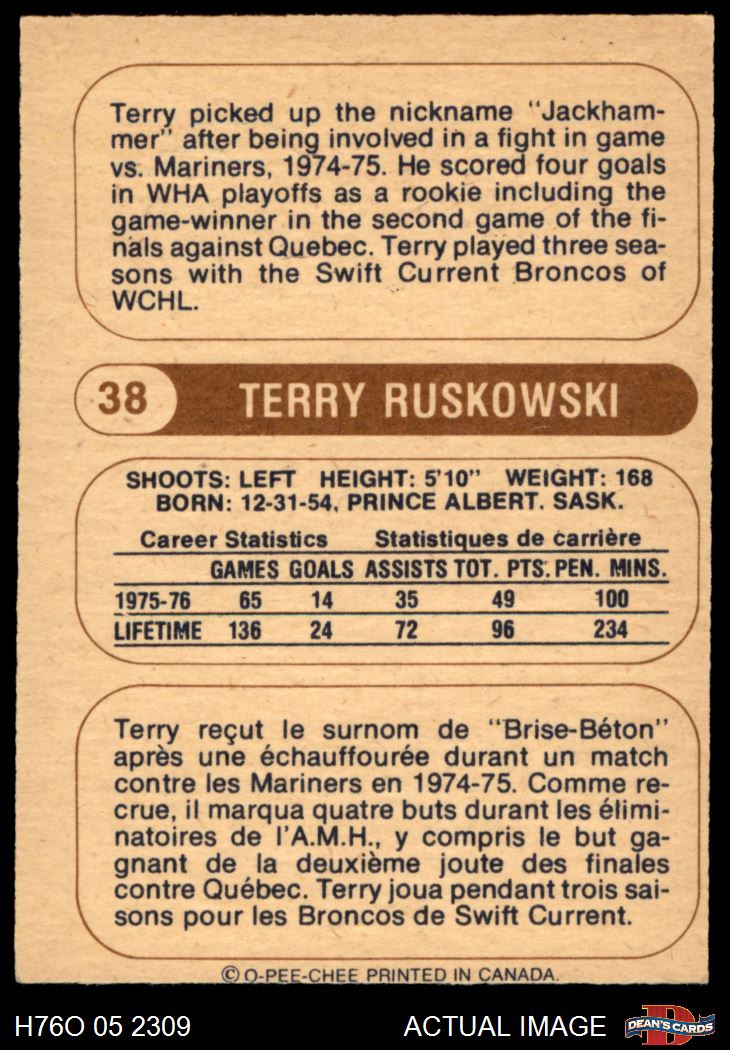 Terry picked up the nickname "Jackham-
mer" after being involved in a fight in game
vs. Mariners, 1974-75. He scored four goals
in WHA playoffs as a rookie including the
game-winner in the second game of the fi-
nals against Quebec. Terry played three sea-
sons with the Swift Current Broncos of
WCHL.
38 TERRY RUSKOWSKI
SHOOTS: LEFT HEIGHT: 5'10" WEIGHT: 168
BORN: 12-31-54, PRINCE ALBERT. SASK.
Career Statistics Statistiques de carrière
GAMES GOALS ASSISTS TOT. PTS. PEN. MINS.
1975-76 65 14 35 49 100
LIFETIME 136 24 72 96 234
Terry reçut le surnom de "Brise-Béton"
après une échauffourée durant un match
contre les Mariners en 1974-75. Comme re-
crue, il marqua quatre buts durant les élimi-
natoires de l'A.M.H., y compris le but ga-
gnant de la deuxième joute des finales
contre Québec. Terry joua pendant trois sai-
sons pour les Broncos de Swift Current.
© O-PEE-CHEE PRINTED IN CANADA.
H76O 05 2309 ACTUAL IMAGE DEAN'S CARDS